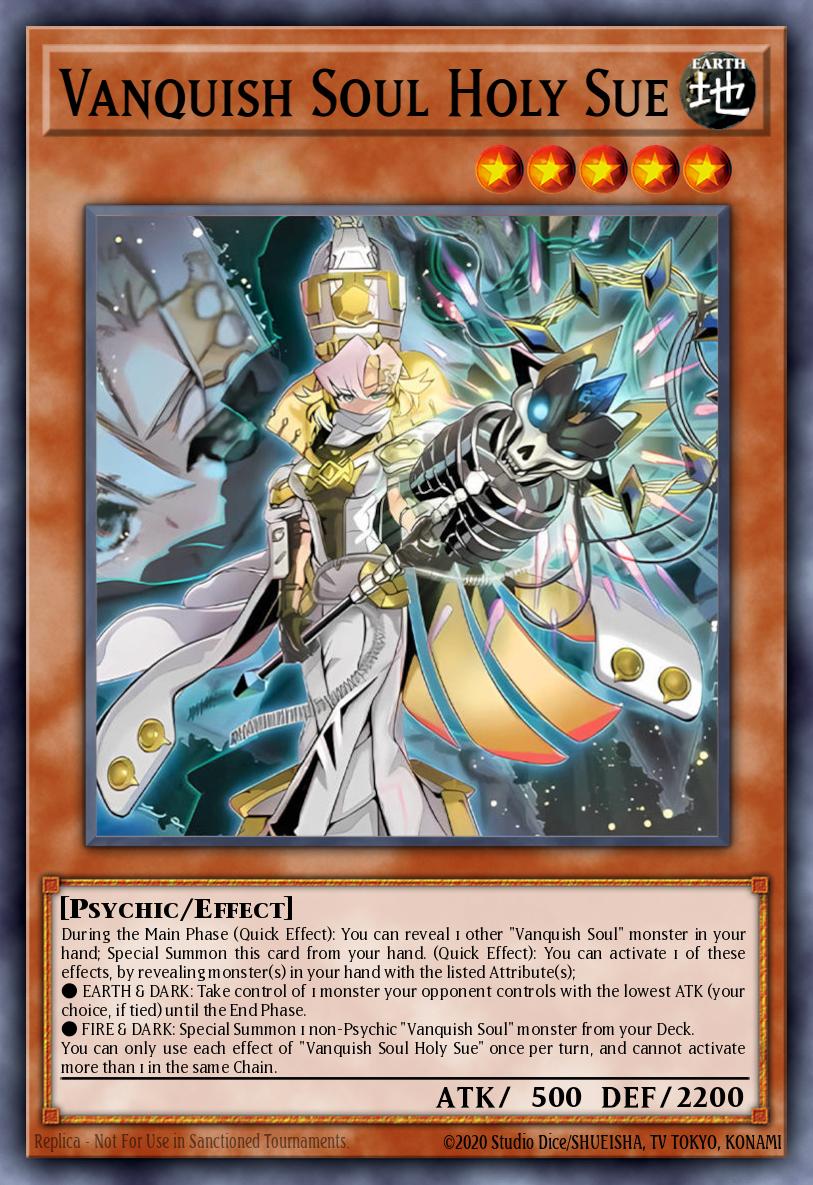 Vanquish Soul Holy Sue
EARTH
地
[Psychic/Effect]
During the Main Phase (Quick Effect): You can reveal 1 other "Vanquish Soul" monster in your
hand; Special Summon this card from your hand. (Quick Effect): You can activate 1 of these
effects, by revealing monster(s) in your hand with the listed Attribute(s);
● EARTH & DARK: Take control of 1 monster your opponent controls with the lowest ATK (your
choice, if tied) until the End Phase.
● FIRE & DARK: Special Summon 1 non-Psychic "Vanquish Soul" monster from your Deck.
You can only use each effect of "Vanquish Soul Holy Sue" once per turn, and cannot activate
more than 1 in the same Chain.
ATK/ 500 DEF/2200
Replica - Not For Use in Sanctioned Tournaments.
©2020 Studio Dice/SHUEISHA, TV TOKYO, KONAMI